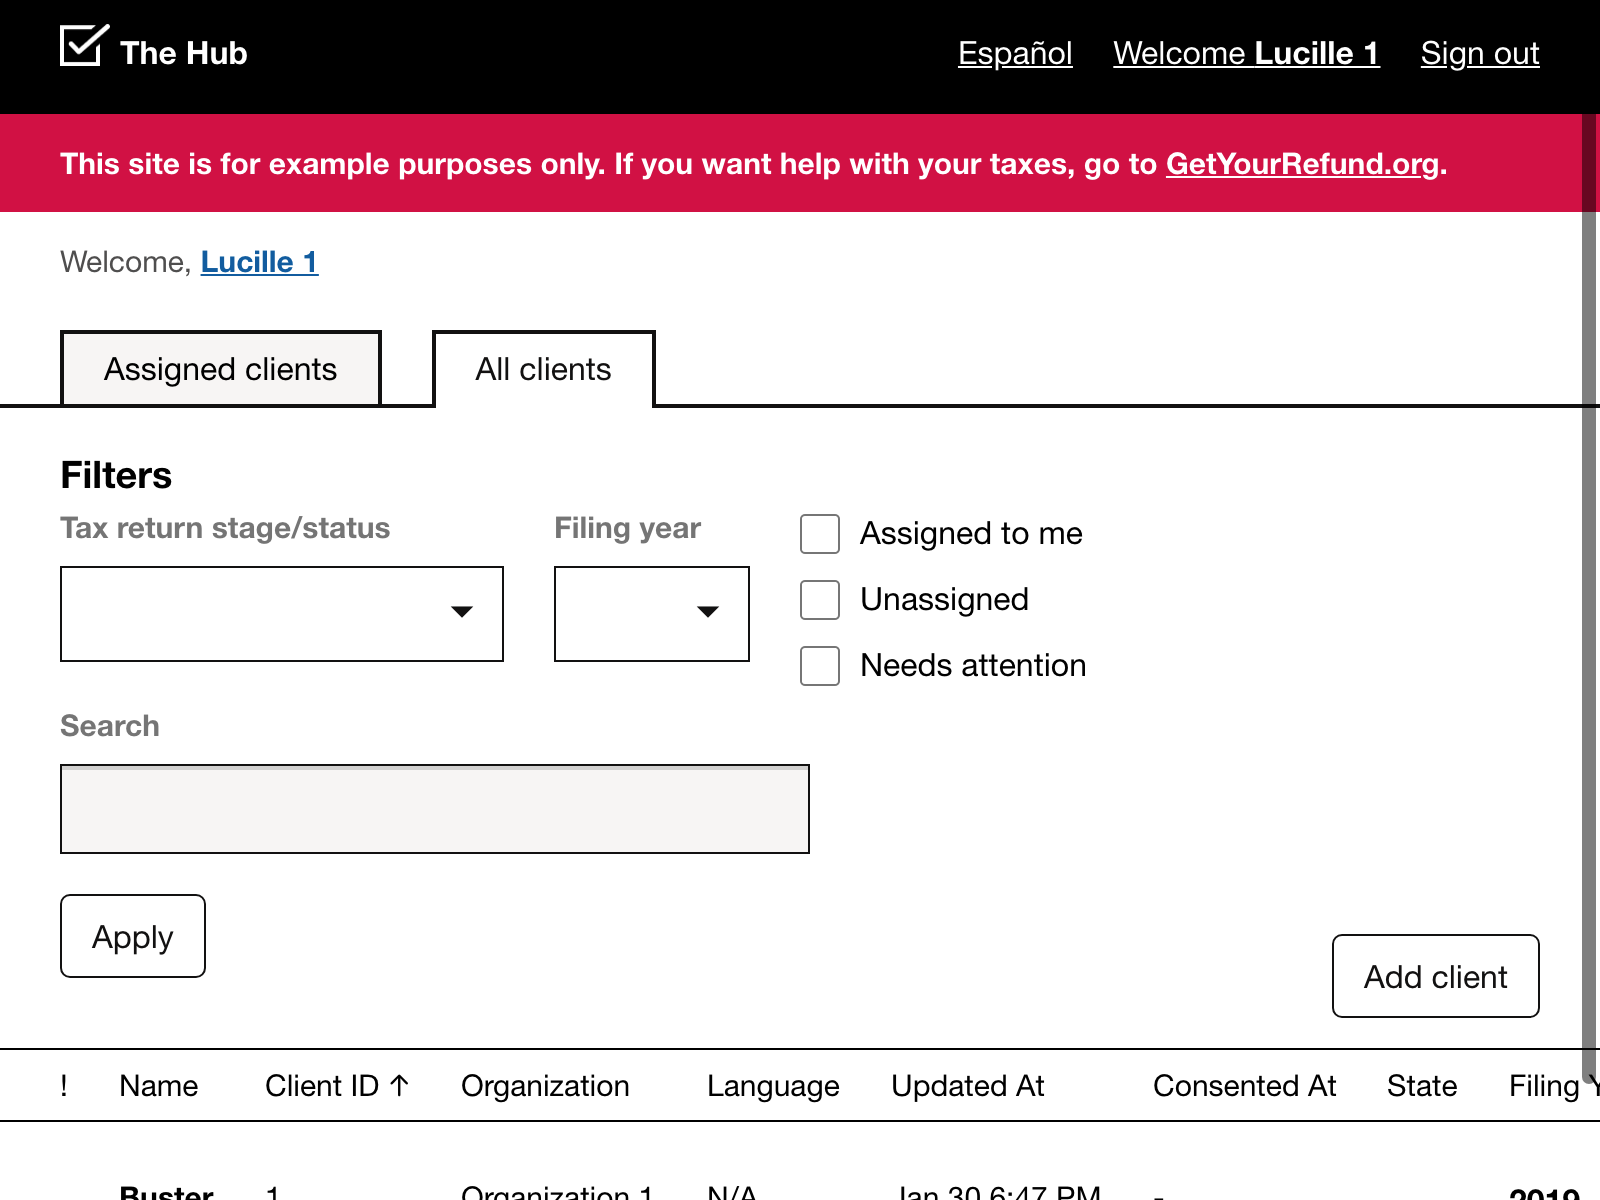 The Hub
Español Welcome Lucille 1 Sign out
This site is for example purposes only. If you want help with your taxes, go to GetYourRefund.org.
Welcome, Lucille 1
Assigned clients All clients
Filters
Tax return stage/status Filing year
Assigned to me
Unassigned
Needs attention
Search
Apply
Add client
! Name Client ID ↑ Organization Language Updated At Consented At State Filing Y
Buster 1 Organization 1 N/A Jan 30 6:47 PM - 2019